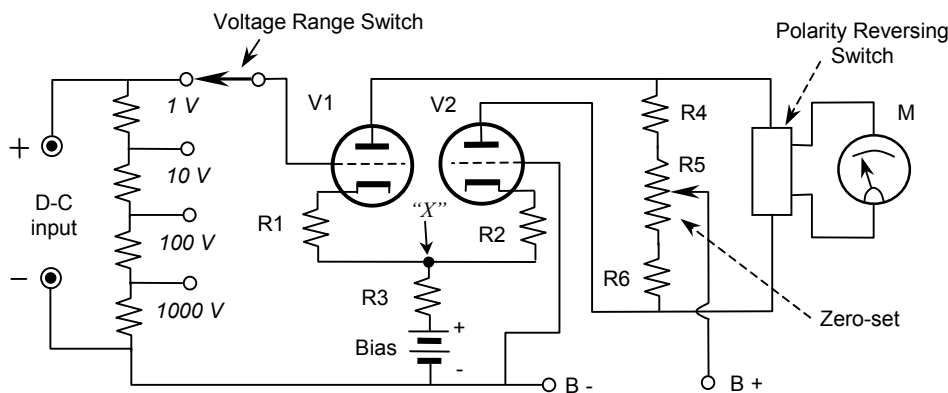 Voltage Range Switch
Polarity Reversing
Switch
1 V
V1
V2
R4
M
+
10 V
R5
D-C
input
R1
"X"
R2
100 V
−
R6
1000 V
R3
Zero-set
+
Bias
-
B -
B +